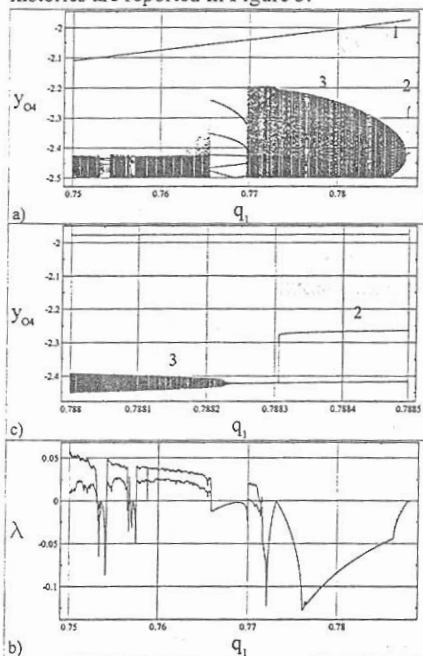 histories are reported in Figure 3.
-2
1
-2.1
-2.2
3
2
y_O4
-2.3
-2.4
-2.5
0.75 0.76 0.77 0.78
a) q_1
-2
-2.1
y_O4
-2.2
2
-2.3
3
-2.4
0.788 0.7881 0.7882 0.7883 0.7884 0.7885
c) q_1
0.05
0
λ
-0.05
-0.1
0.75 0.76 0.77 0.78
b) q_1